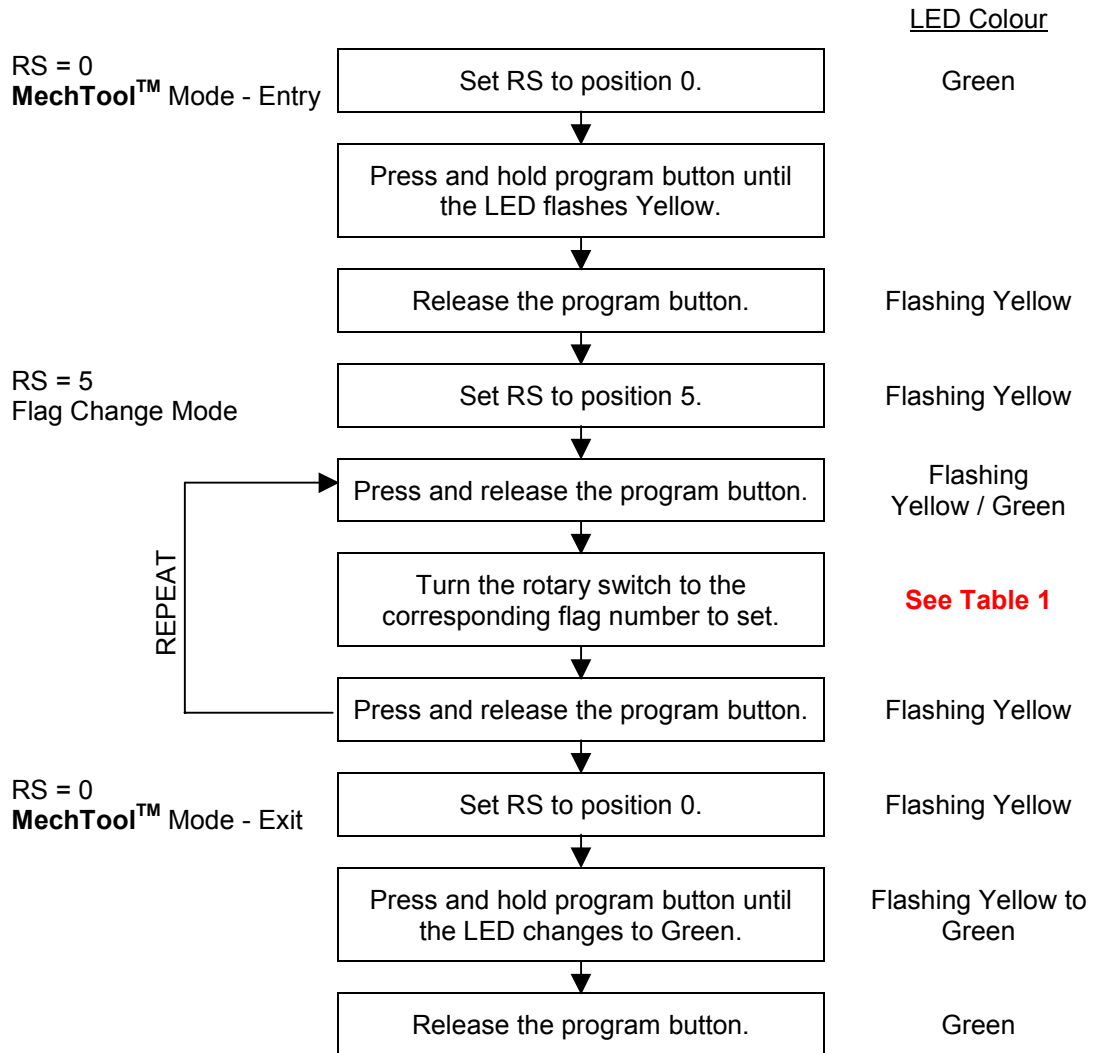 LED Colour
RS = 0
MechTool™ Mode - Entry
Set RS to position 0.
Green
Press and hold program button until
the LED flashes Yellow.
Release the program button.
Flashing Yellow
RS = 5
Flag Change Mode
Set RS to position 5.
Flashing Yellow
Press and release the program button.
Flashing
Yellow / Green
REPEAT
Turn the rotary switch to the
corresponding flag number to set.
See Table 1
Press and release the program button.
Flashing Yellow
RS = 0
MechTool™ Mode - Exit
Set RS to position 0.
Flashing Yellow
Press and hold program button until
the LED changes to Green.
Flashing Yellow to
Green
Release the program button.
Green